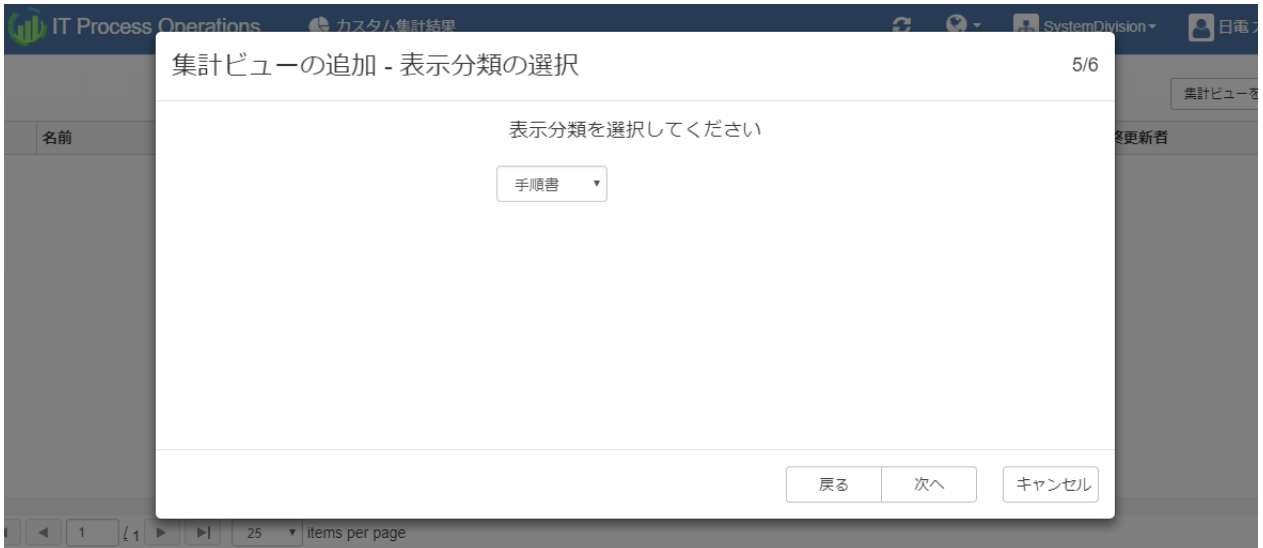 IT Process Operations カスタム集計結果 SystemDivision 日電
集計ビューの追加 - 表示分類の選択 5/6
集計ビューを
名前 終更新者
表示分類を選択してください
手順書
戻る 次へ キャンセル
1 / 1 25 items per page